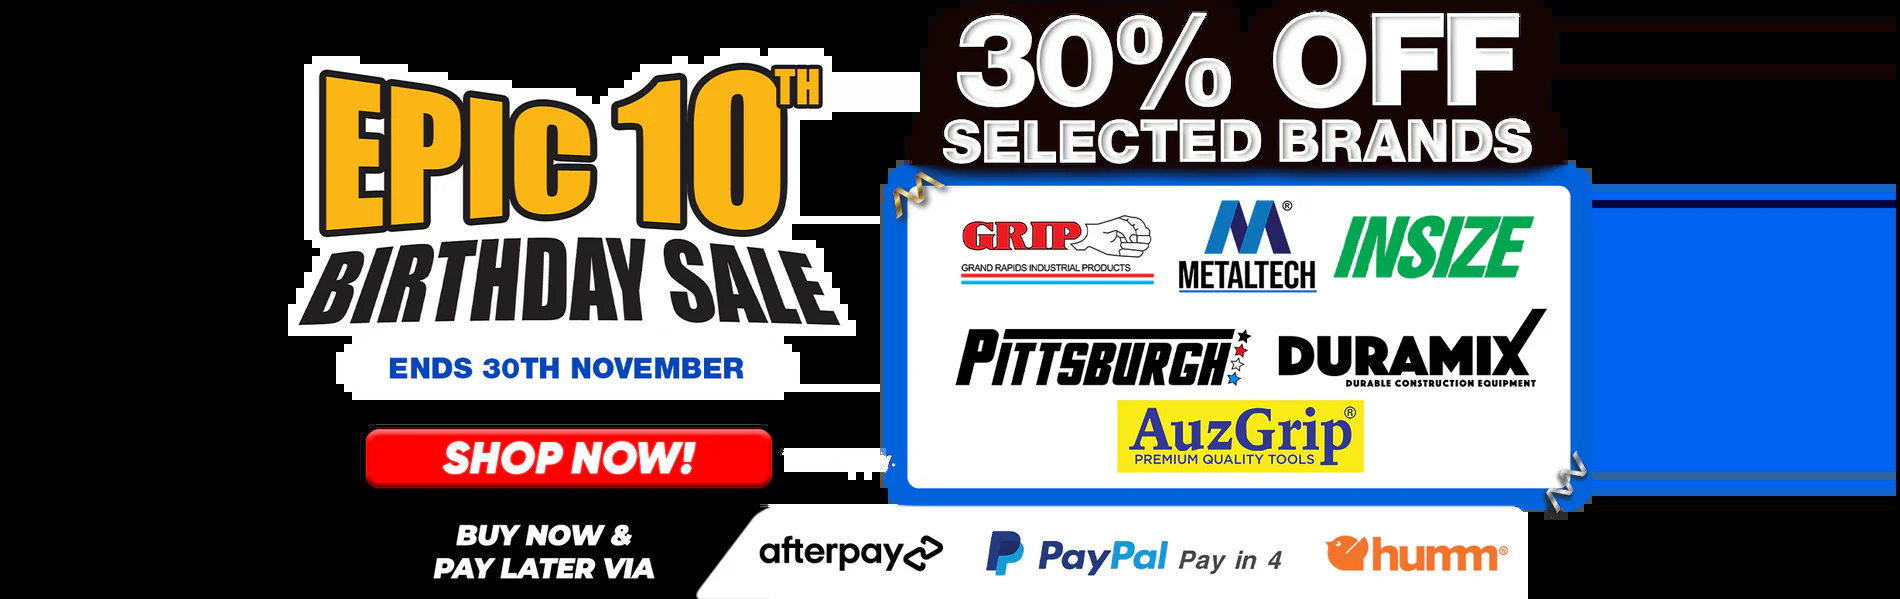 EPIC 10TH
BIRTHDAY SALE
ENDS 30TH NOVEMBER
SHOP NOW!
BUY NOW &
PAY LATER VIA
30% OFF
SELECTED BRANDS
GRIP
GRAND RAPIDS INDUSTRIAL PRODUCTS
METALTECH®
INSIZE
PITTSBURGH
DURAMIX
DURABLE CONSTRUCTION EQUIPMENT
AuzGrip®
PREMIUM QUALITY TOOLS
afterpay
PayPal Pay in 4
humm®